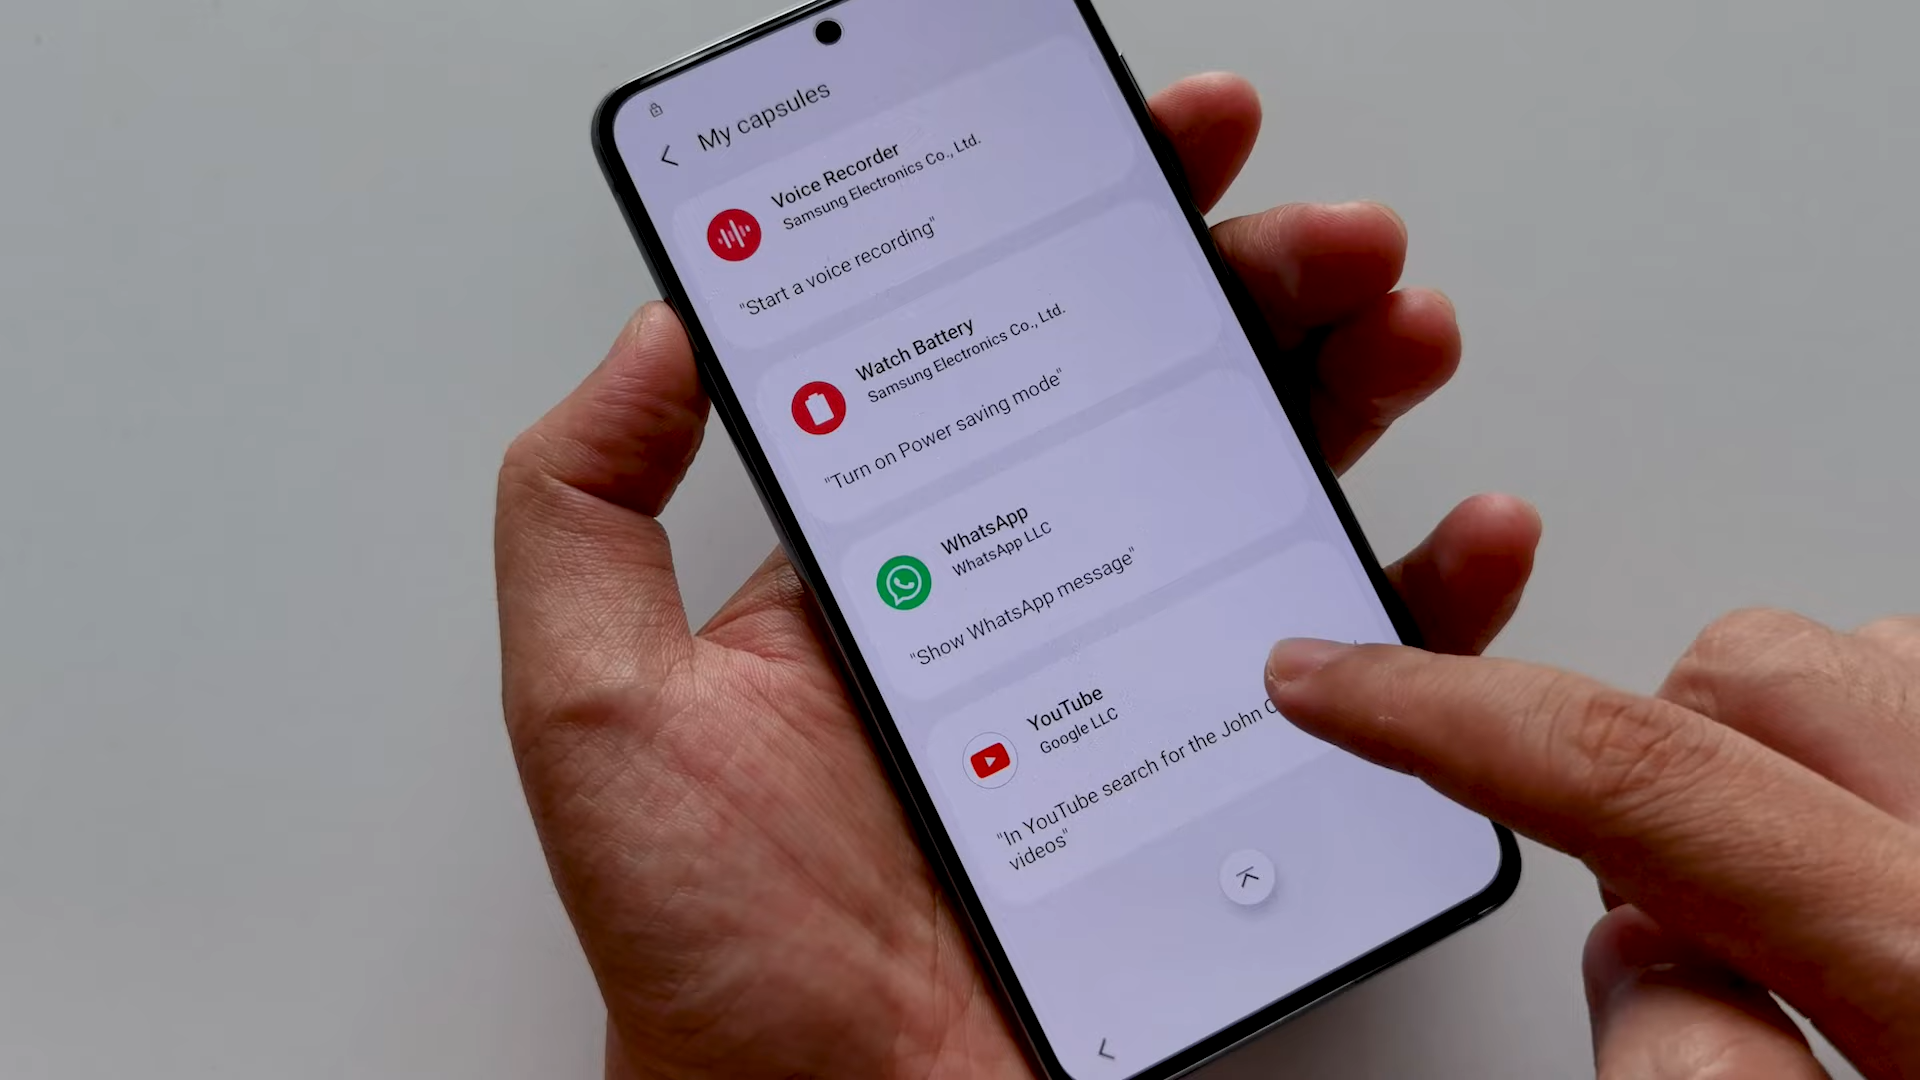 My capsules
Voice Recorder
Samsung Electronics Co., Ltd.
"Start a voice recording"
Watch Battery
Samsung Electronics Co., Ltd.
"Turn on Power saving mode"
WhatsApp
WhatsApp LLC
"Show WhatsApp message"
YouTube
Google LLC
"In YouTube search for the John
videos"